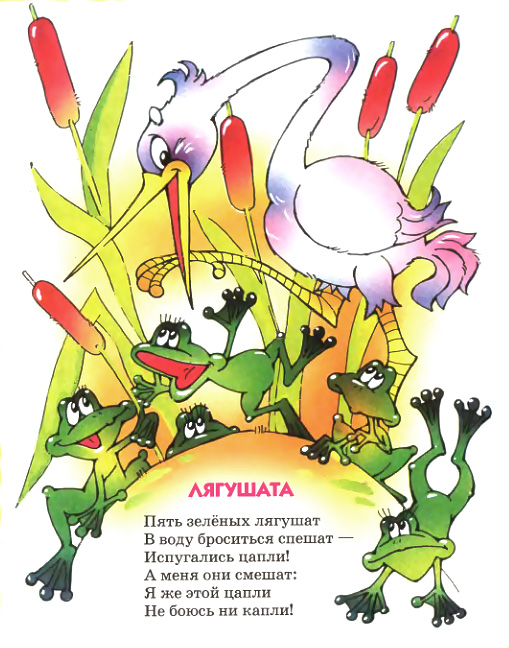 ЛЯГУШАТА
Пять зелёных лягушат
В воду броситься спешат —
Испугались цапли!
А меня они смешат:
Я же этой цапли
Не боюсь ни капли!